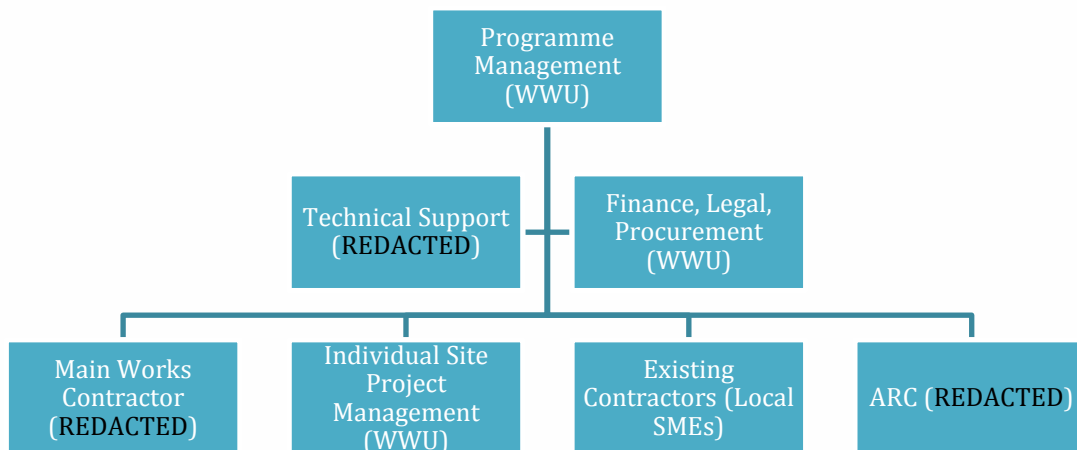 Programme
Management
(WWU)
Technical Support
(REDACTED)
Finance, Legal,
Procurement
(WWU)
Main Works
Contractor
(REDACTED)
Individual Site
Project
Management
(WWU)
Existing
Contractors (Local
SMEs)
ARC (REDACTED)